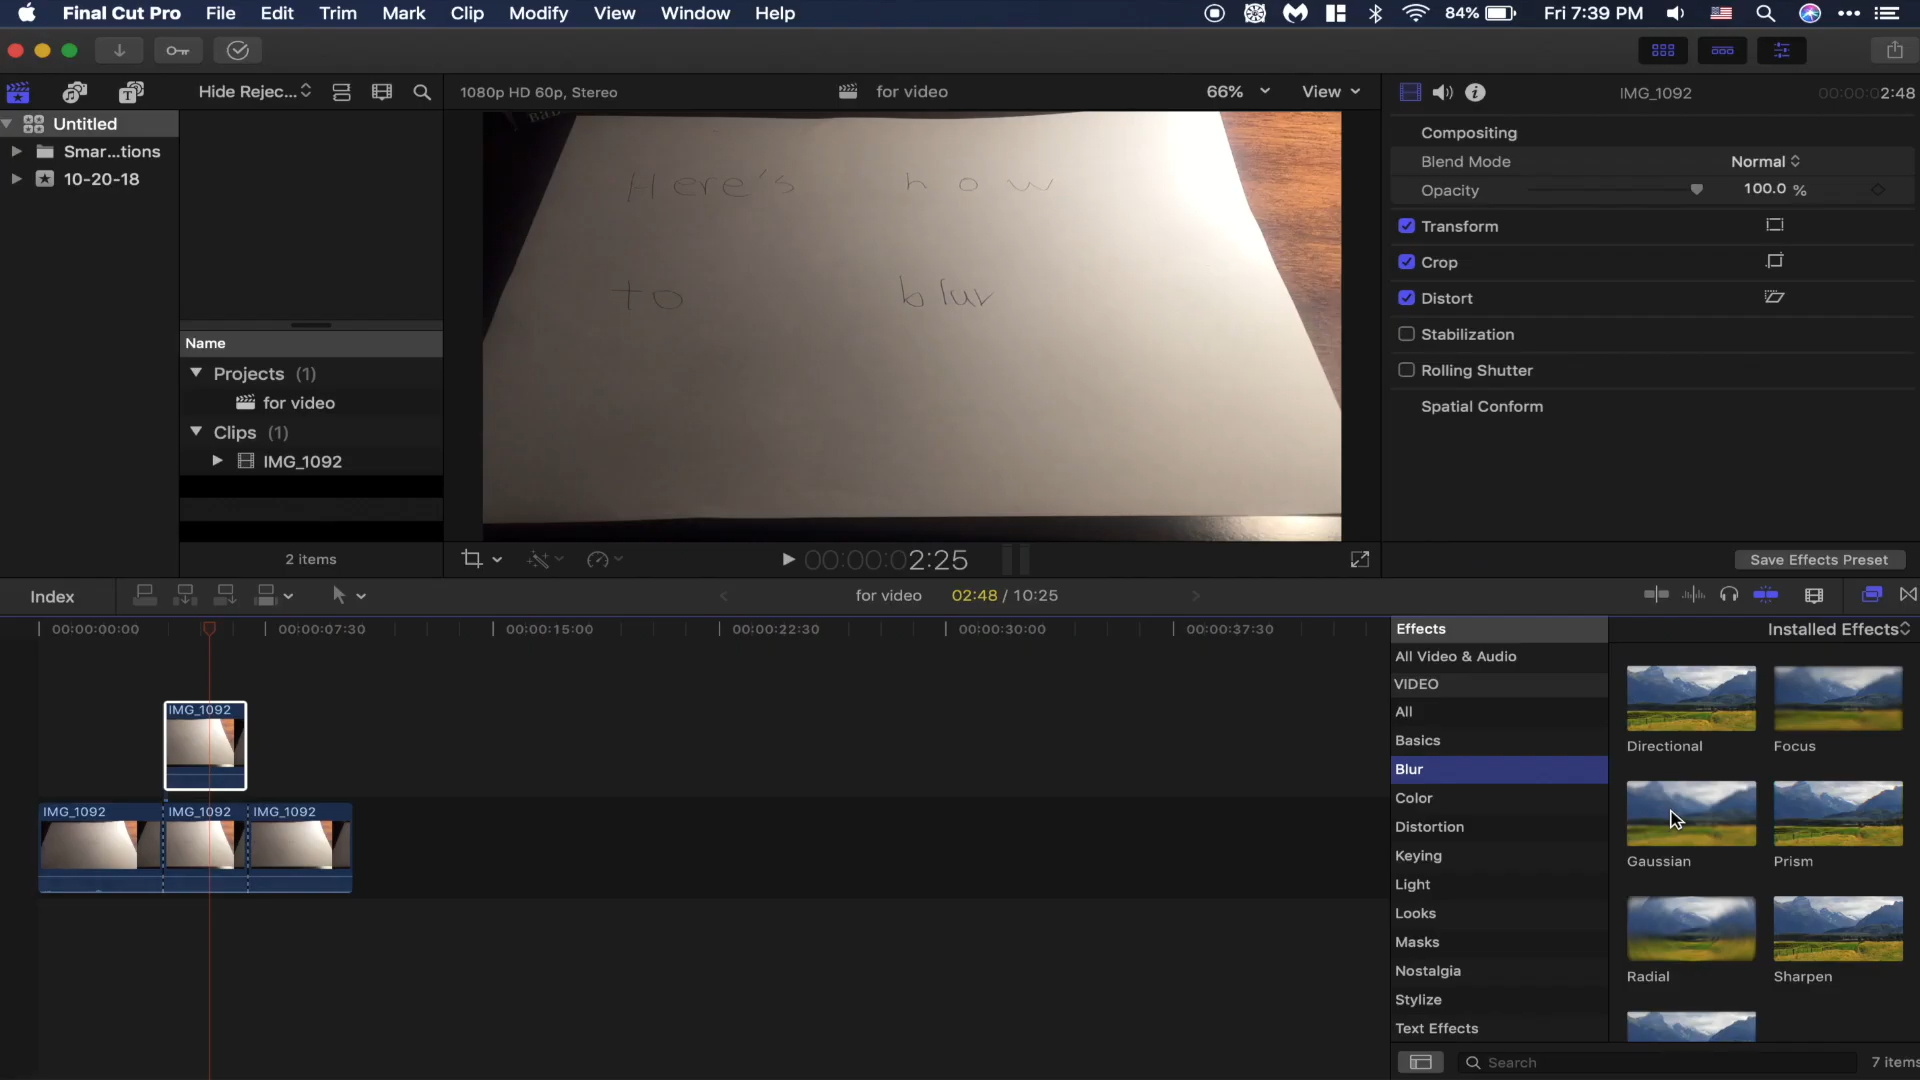 Final Cut Pro File Edit Trim Mark Clip Modify View Window Help 84% Fri 7:39 PM
Hide Rejec... 1080p HD 60p, Stereo for video 66% View IMG_1092 00:00:02:48
Untitled
Smar...tions
10-20-18
Name
Projects (1)
for video
Clips (1)
IMG_1092
2 items
Here's how
to blur
00:00:00 2:25
Compositing
Blend Mode Normal
Opacity 100.0 %
Transform
Crop
Distort
Stabilization
Rolling Shutter
Spatial Conform
Save Effects Preset
Index for video 02:48 / 10:25
00:00:00:00 00:00:07:30 00:00:15:00 00:00:22:30 00:00:30:00 00:00:37:30
IMG_1092
IMG_1092 IMG_1092 IMG_1092
Effects Installed Effects
All Video & Audio
VIDEO
All
Basics
Blur
Color
Distortion
Keying
Light
Looks
Masks
Nostalgia
Stylize
Text Effects
Directional Focus
Gaussian Prism
Radial Sharpen
Search 7 items